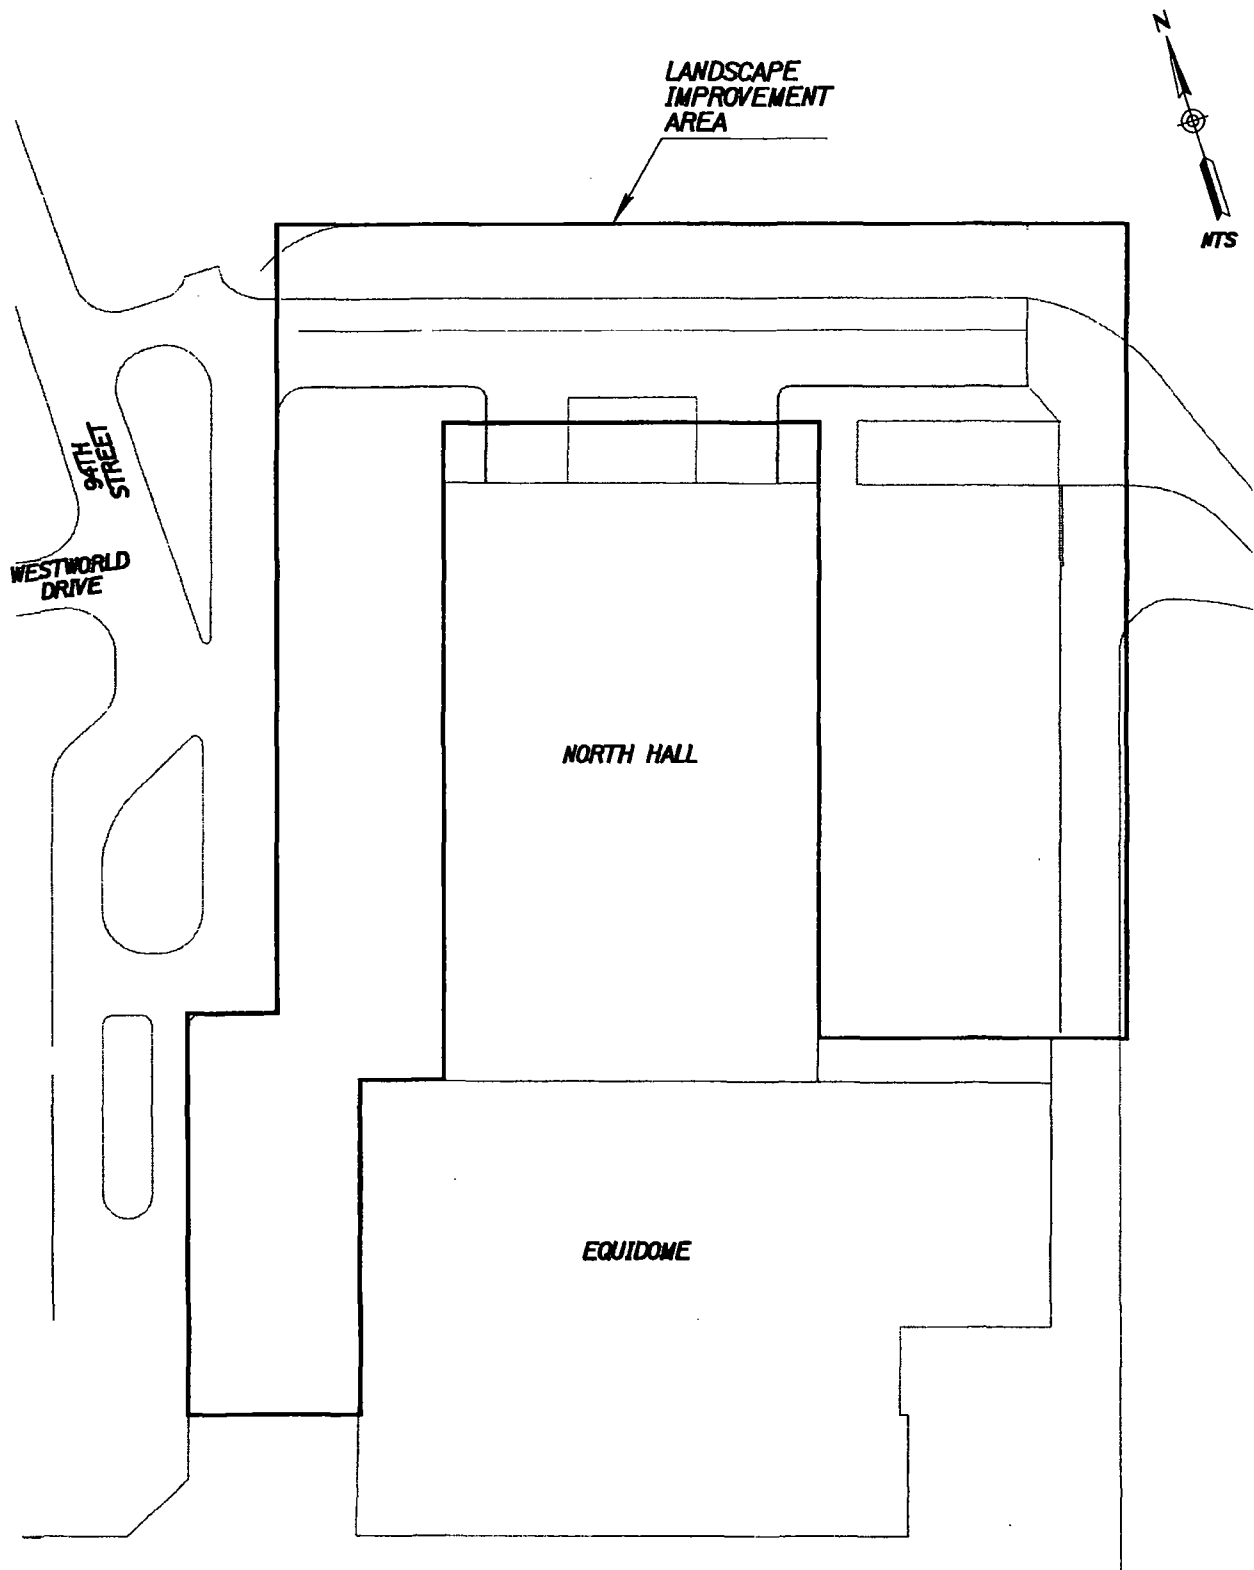 N
LANDSCAPE
IMPROVEMENT
AREA
NTS
94TH
STREET
WESTWORLD
DRIVE
NORTH HALL
EQUIDOME